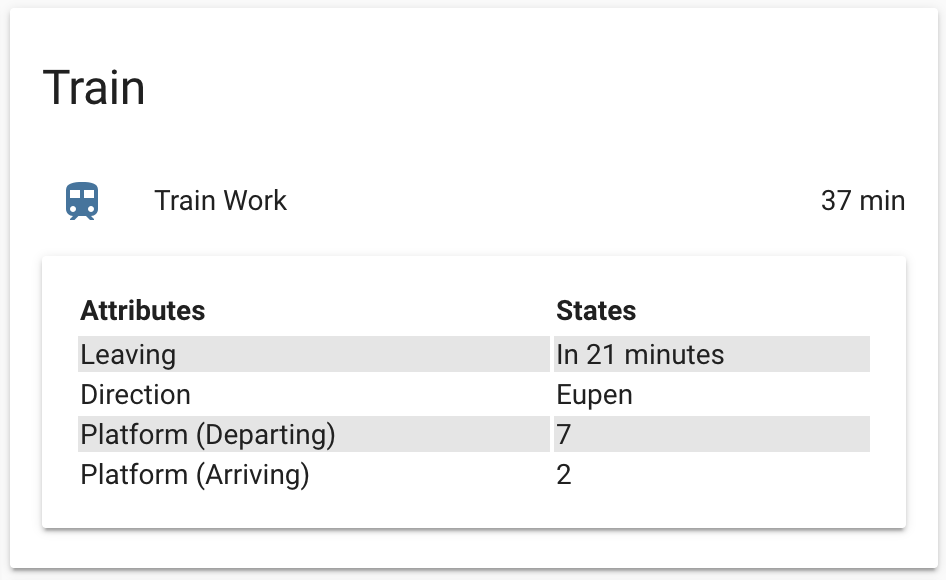 Train
Train Work 37 min
Attributes States
Leaving In 21 minutes
Direction Eupen
Platform (Departing) 7
Platform (Arriving) 2